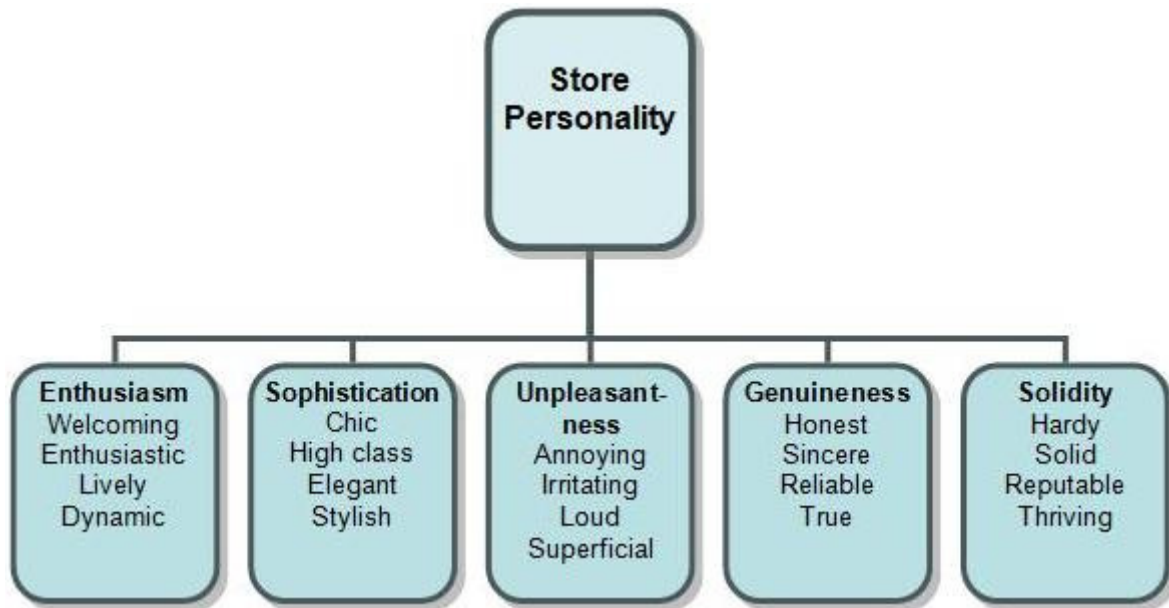 Store
Personality
Enthusiasm
Welcoming
Enthusiastic
Lively
Dynamic
Sophistication
Chic
High class
Elegant
Stylish
Unpleasant-
ness
Annoying
Irritating
Loud
Superficial
Genuineness
Honest
Sincere
Reliable
True
Solidity
Hardy
Solid
Reputable
Thriving